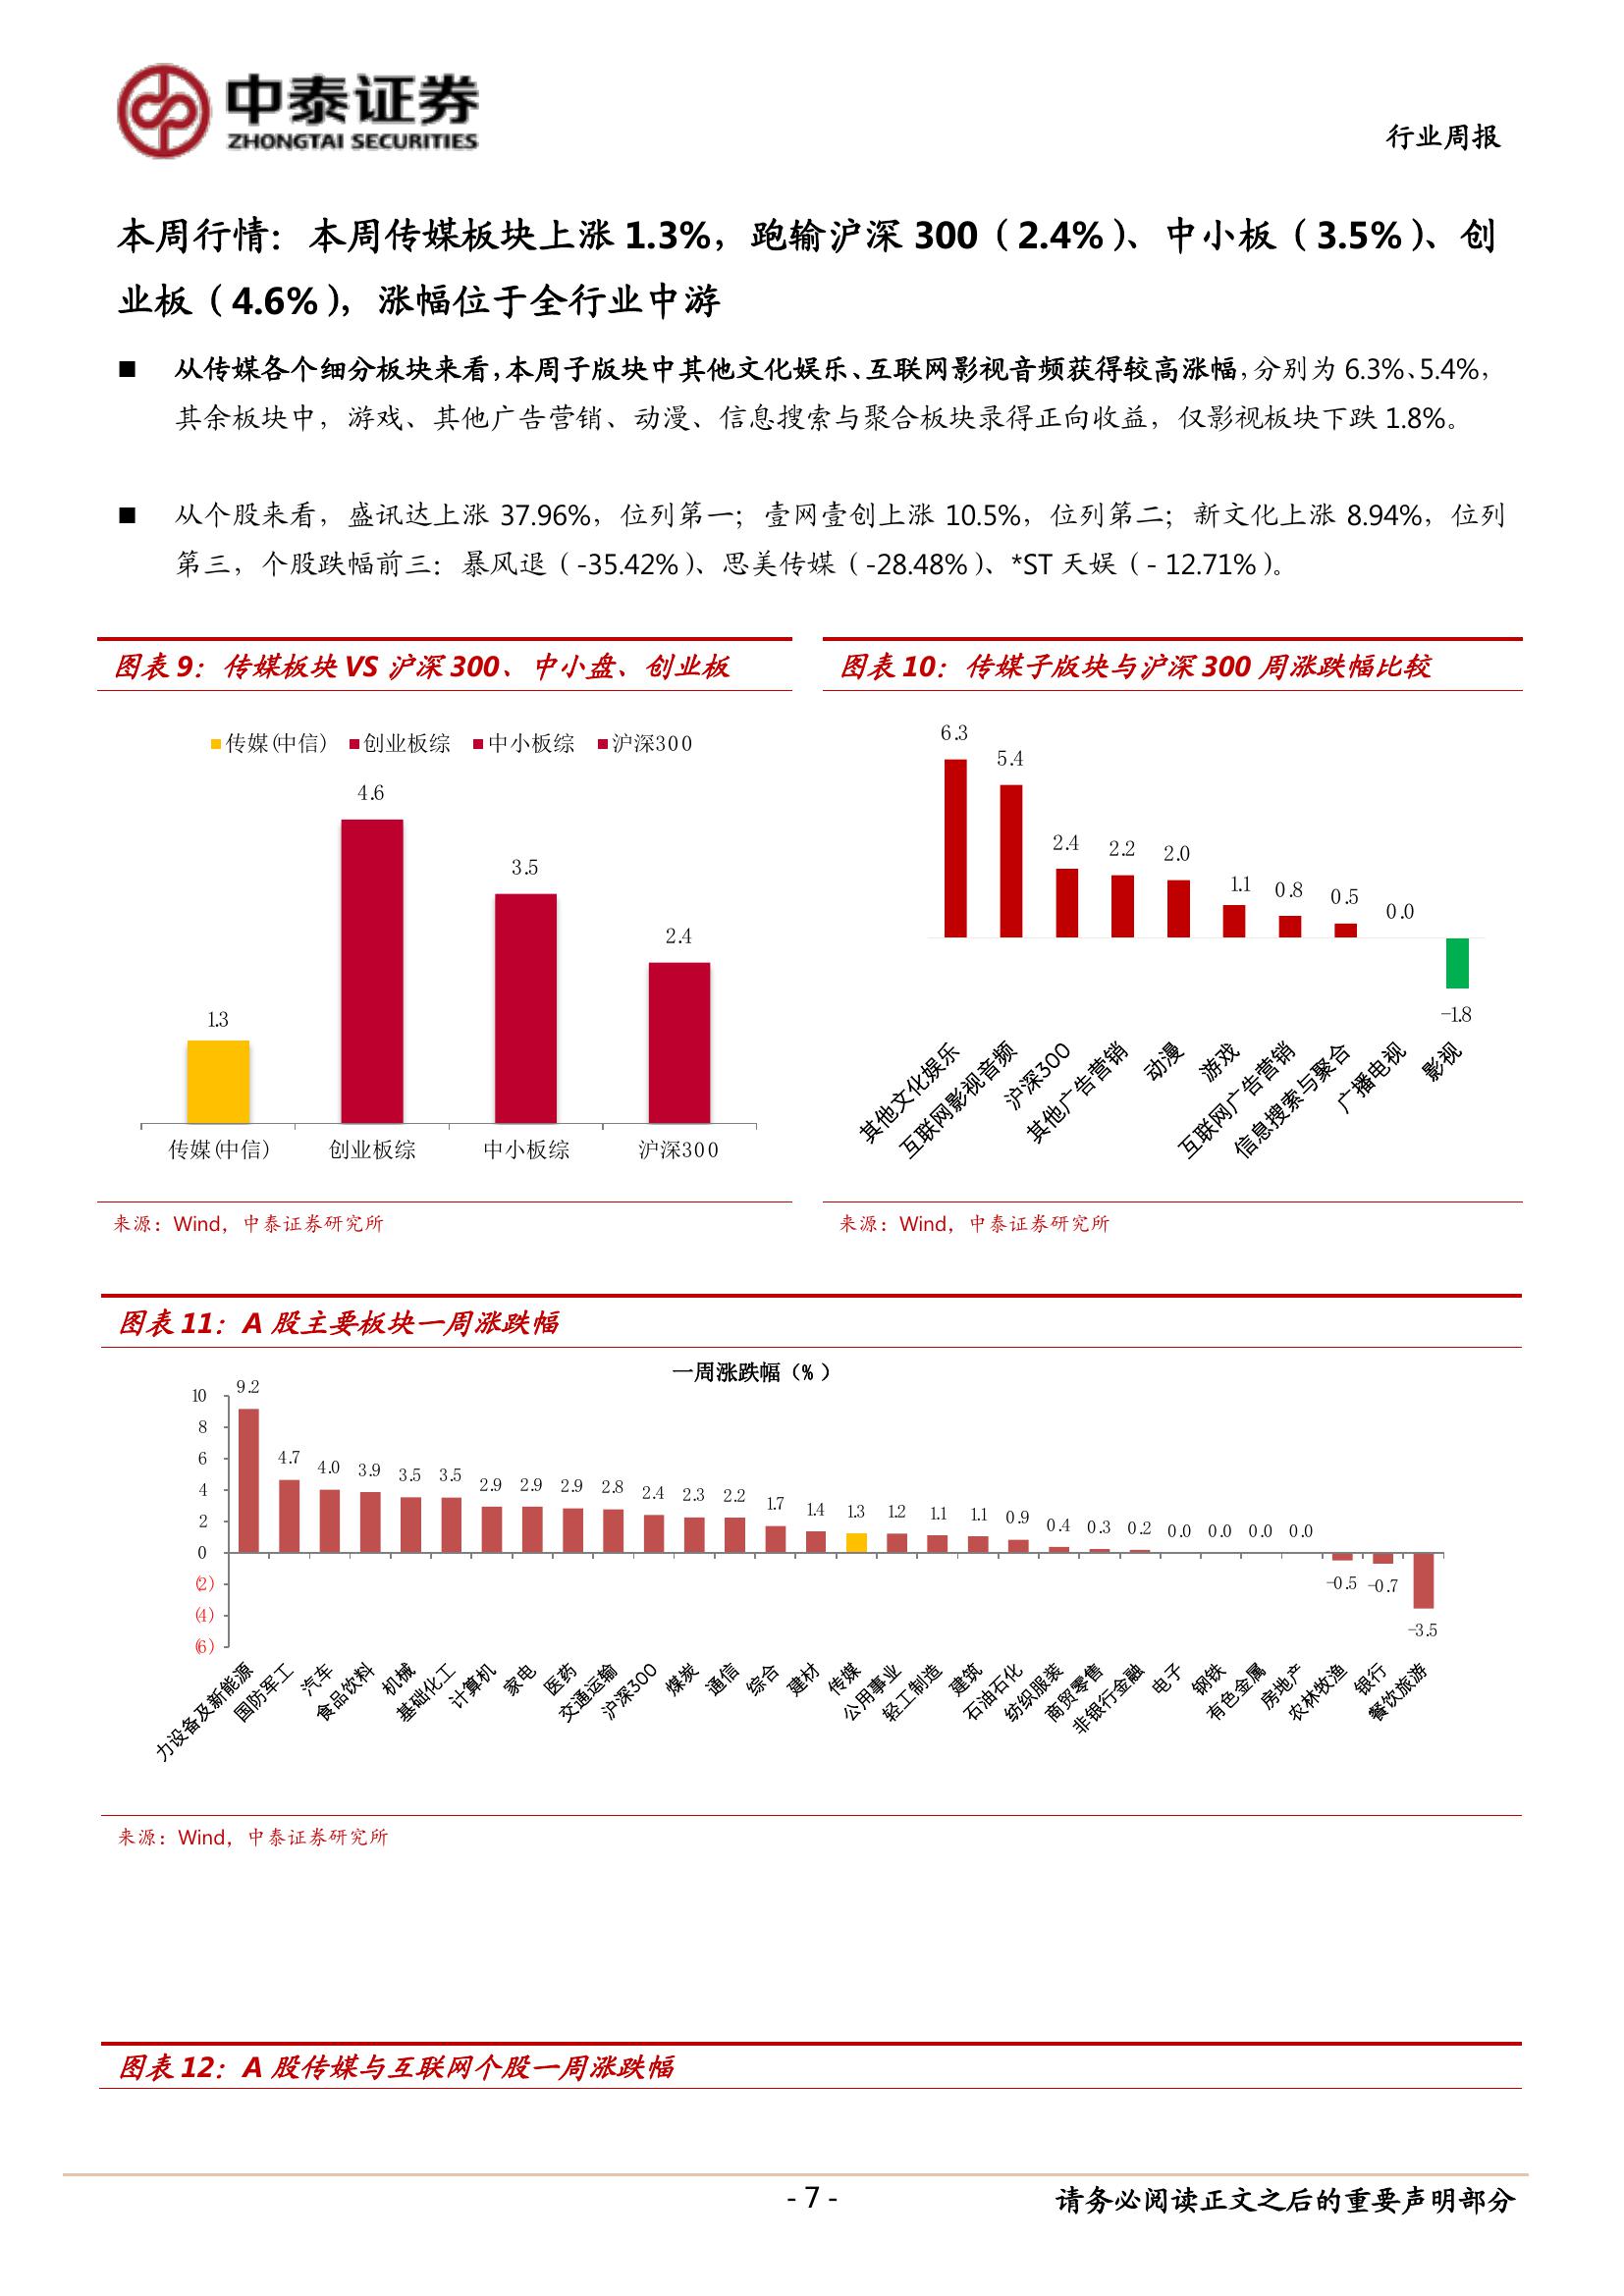 中泰证券
ZHONGTAI SECURITIES
行业周报
本周行情：本周传媒板块上涨 1.3%，跑输沪深 300（2.4%）、中小板（3.5%）、创
业板（4.6%），涨幅位于全行业中游
■ 从传媒各个细分板块来看，本周子版块中其他文化娱乐、互联网影视音频获得较高涨幅，分别为 6.3%、5.4%，
其余板块中，游戏、其他广告营销、动漫、信息搜索与聚合板块录得正向收益，仅影视板块下跌 1.8%。
■ 从个股来看，盛讯达上涨 37.96%，位列第一；壹网壹创上涨 10.5%，位列第二；新文化上涨 8.94%，位列
第三，个股跌幅前三：暴风退（-35.42%）、思美传媒（-28.48%）、*ST 天娱（- 12.71%）。
图表 9：传媒板块 VS 沪深 300、中小盘、创业板
传媒(中信) 创业板综 中小板综 沪深300
4.6
3.5
2.4
1.3
传媒(中信) 创业板综 中小板综 沪深300
来源：Wind，中泰证券研究所
图表 10：传媒子版块与沪深 300 周涨跌幅比较
6.3
5.4
2.4
2.2
2.0
1.1
0.8
0.5
0.0
-1.8
其他文化娱乐
互联网影视音频
沪深300
其他广告营销
动漫
游戏
互联网广告营销
信息搜索与聚合
广播电视
影视
来源：Wind，中泰证券研究所
图表 11：A 股主要板块一周涨跌幅
一周涨跌幅（%）
10
8
6
4
2
0
(2)
(4)
(6)
9.2 4.7 4.0 3.9 3.5 3.5 2.9 2.9 2.9 2.8 2.4 2.3 2.2 1.7 1.4 1.3 1.2 1.1 1.1 0.9 0.4 0.3 0.2 0.0 0.0 0.0 0.0 -0.5 -0.7 -3.5
力设备及新能源
国防军工
汽车
食品饮料
机械
基础化工
计算机
家电
医药
交通运输
沪深300
煤炭
通信
综合
建材
传媒
公用事业
轻工制造
建筑
石油石化
纺织服装
商贸零售
非银行金融
电子
钢铁
有色金属
房地产
农林牧渔
银行
餐饮旅游
来源：Wind，中泰证券研究所
图表 12：A 股传媒与互联网个股一周涨跌幅
- 7 -
请务必阅读正文之后的重要声明部分